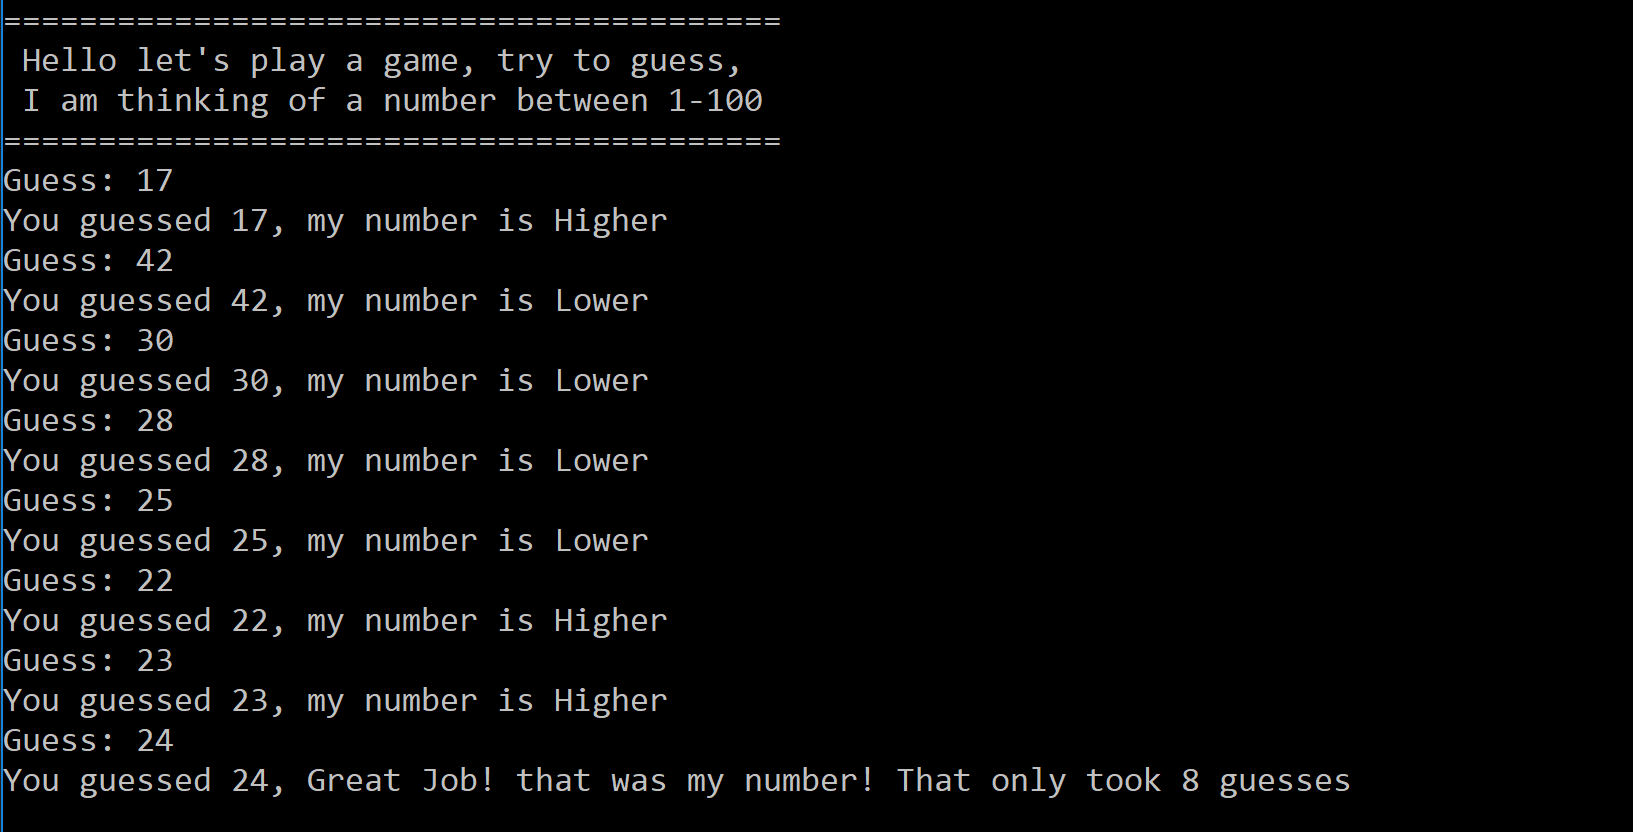 =========================================
 Hello let's play a game, try to guess,
 I am thinking of a number between 1-100
=========================================
Guess: 17
You guessed 17, my number is Higher
Guess: 42
You guessed 42, my number is Lower
Guess: 30
You guessed 30, my number is Lower
Guess: 28
You guessed 28, my number is Lower
Guess: 25
You guessed 25, my number is Lower
Guess: 22
You guessed 22, my number is Higher
Guess: 23
You guessed 23, my number is Higher
Guess: 24
You guessed 24, Great Job! that was my number! That only took 8 guesses